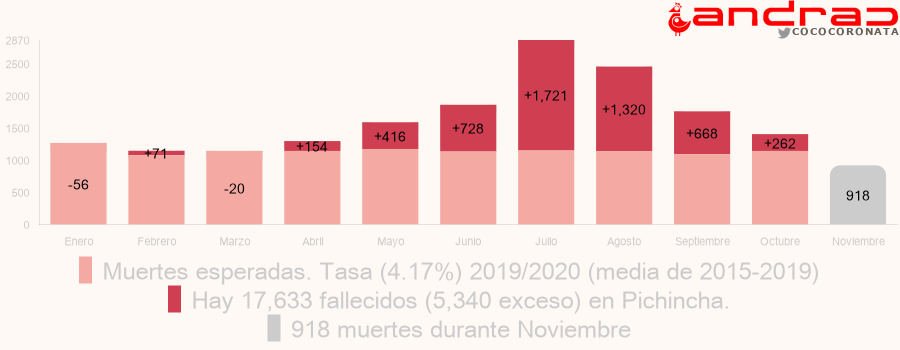 andrac
COCOCORONATA
2870
2500
2000
1500
1000
500
0
-56
+71
-20
+154
+416
+728
+1,721
+1,320
+668
+262
918
Enero
Febrero
Marzo
Abril
Mayo
Junio
Julio
Agosto
Septiembre
Octubre
Noviembre
Muertes esperadas. Tasa (4.17%) 2019/2020 (media de 2015-2019)
Hay 17,633 fallecidos (5,340 exceso) en Pichincha.
918 muertes durante Noviembre